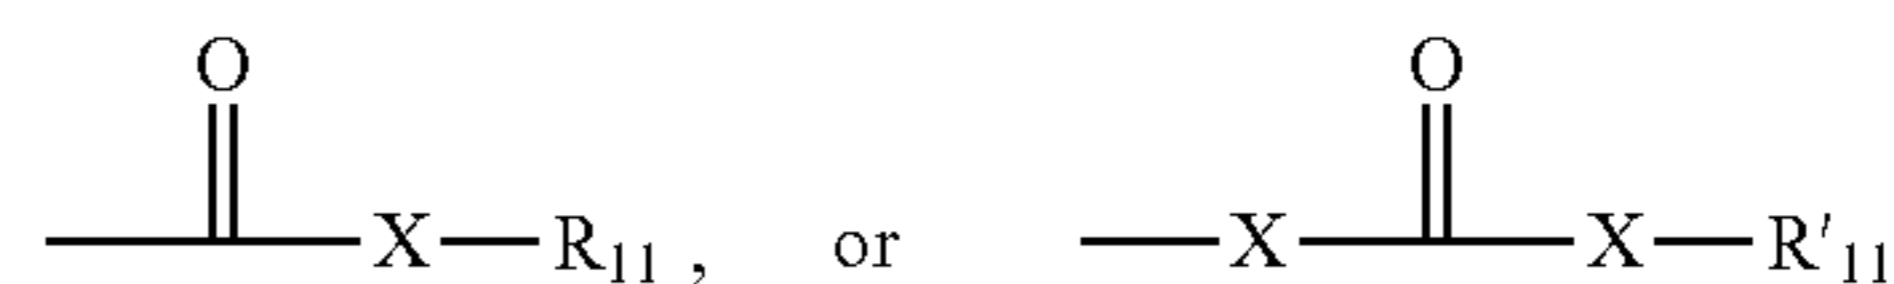 O O
X R₁₁ , or X X R'₁₁